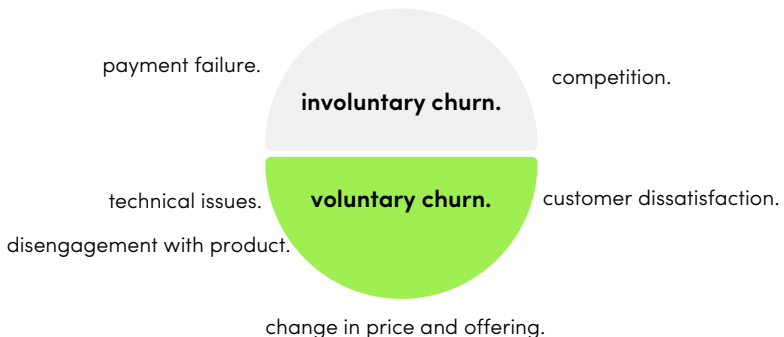 payment failure.
competition.
involuntary churn.
technical issues.
voluntary churn.
customer dissatisfaction.
disengagement with product.
change in price and offering.